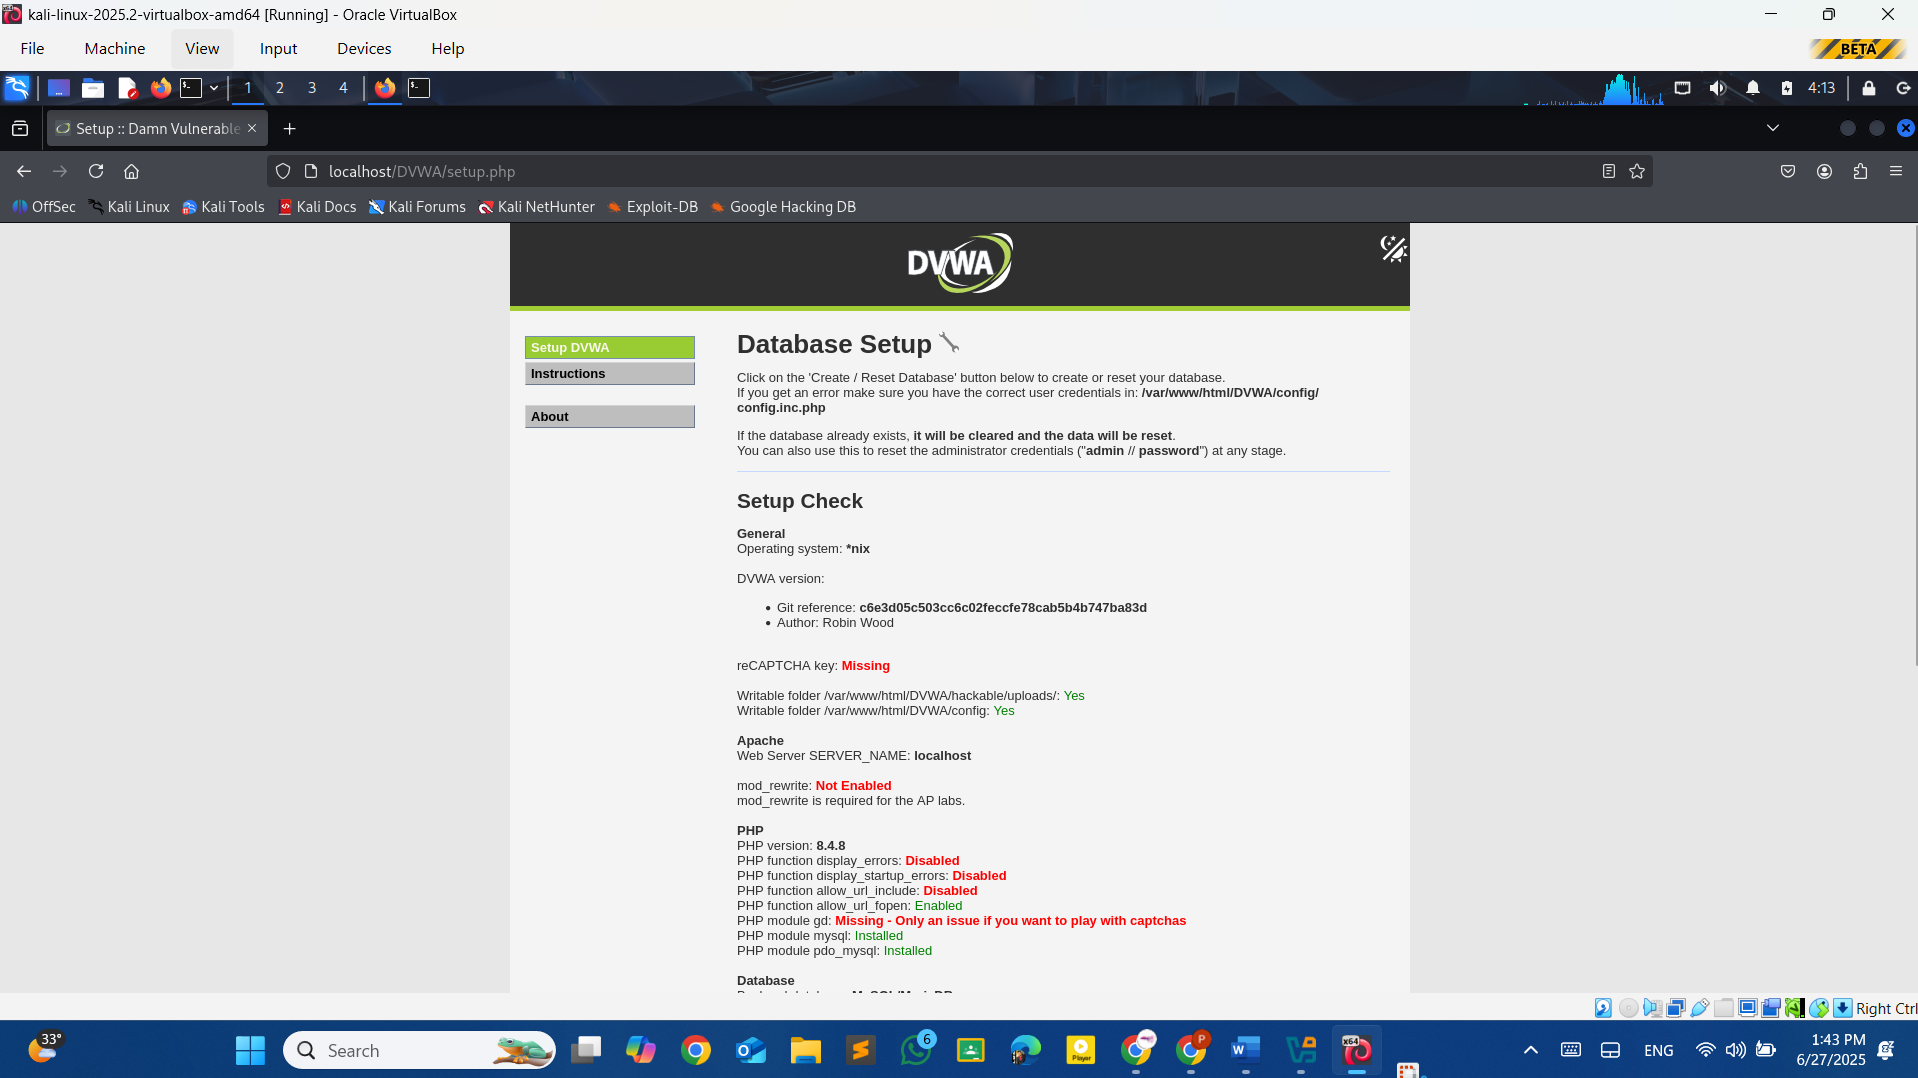 kali-linux-2025.2-virtualbox-amd64 [Running] - Oracle VirtualBox
File Machine View Input Devices Help
BETA
1 2 3 4
4:13
Setup :: Damn Vulnerable
localhost/DVWA/setup.php
OffSec Kali Linux Kali Tools Kali Docs Kali Forums Kali NetHunter Exploit-DB Google Hacking DB
DVWA
Setup DVWA
Instructions
About
Database Setup
Click on the 'Create / Reset Database' button below to create or reset your database.
If you get an error make sure you have the correct user credentials in: /var/www/html/DVWA/config/
config.inc.php
If the database already exists, it will be cleared and the data will be reset.
You can also use this to reset the administrator credentials ("admin // password") at any stage.
Setup Check
General
Operating system: *nix
DVWA version:
• Git reference: c6e3d05c503cc6c02feccfe78cab5b4b747ba83d
• Author: Robin Wood
reCAPTCHA key: Missing
Writable folder /var/www/html/DVWA/hackable/uploads/: Yes
Writable folder /var/www/html/DVWA/config: Yes
Apache
Web Server SERVER_NAME: localhost
mod_rewrite: Not Enabled
mod_rewrite is required for the AP labs.
PHP
PHP version: 8.4.8
PHP function display_errors: Disabled
PHP function display_startup_errors: Disabled
PHP function allow_url_include: Disabled
PHP function allow_url_fopen: Enabled
PHP module gd: Missing - Only an issue if you want to play with captchas
PHP module mysql: Installed
PHP module pdo_mysql: Installed
Database
Right Ctrl
33°
Search
6
Player
P
x64
ENG
1:43 PM
6/27/2025